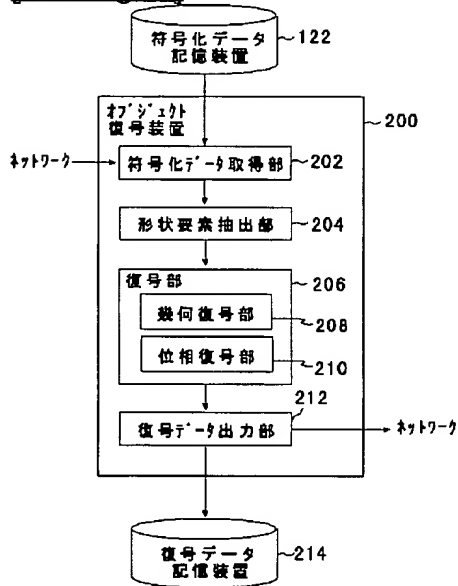 符号化データ
記憶装置
122
オブジェクト
復号装置
200
ネットワーク
符号化データ取得部
202
形状要素抽出部
204
復号部
206
幾何復号部
208
位相復号部
210
212
復号データ出力部
ネットワーク
復号データ
記憶装置
214